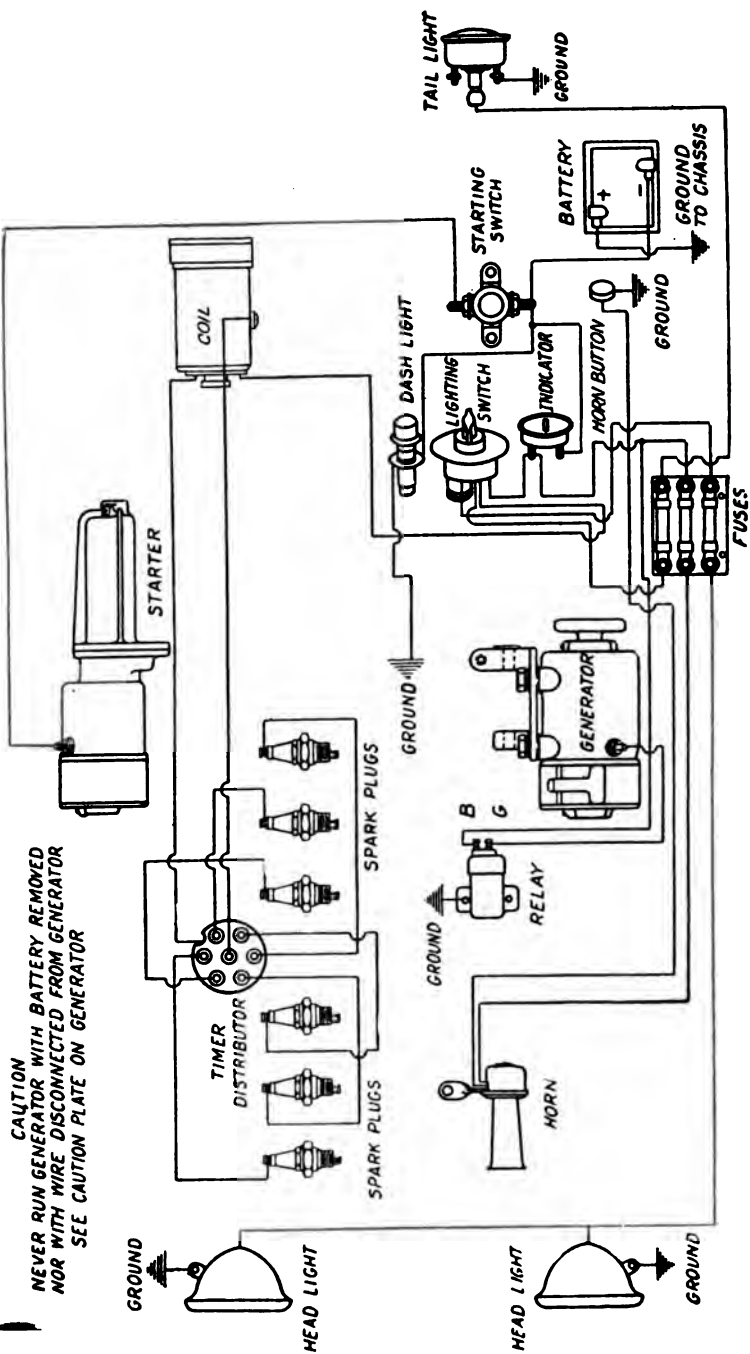 CAUTION
NEVER RUN GENERATOR WITH BATTERY REMOVED
NOR WITH WIRE DISCONNECTED FROM GENERATOR
SEE CAUTION PLATE ON GENERATOR
GROUND
HEAD LIGHT
TIMER
DISTRIBUTOR
SPARK PLUGS
SPARK PLUGS
STARTER
COIL
HORN
GROUND
RELAY
B
G
GROUND
GENERATOR
DASH LIGHT
LIGHTING
SWITCH
INDICATOR
HORN BUTTON
GROUND
STARTING
SWITCH
BATTERY
+
-
GROUND
TO CHASSIS
TAIL LIGHT
GROUND
FUSES
HEAD LIGHT
GROUND